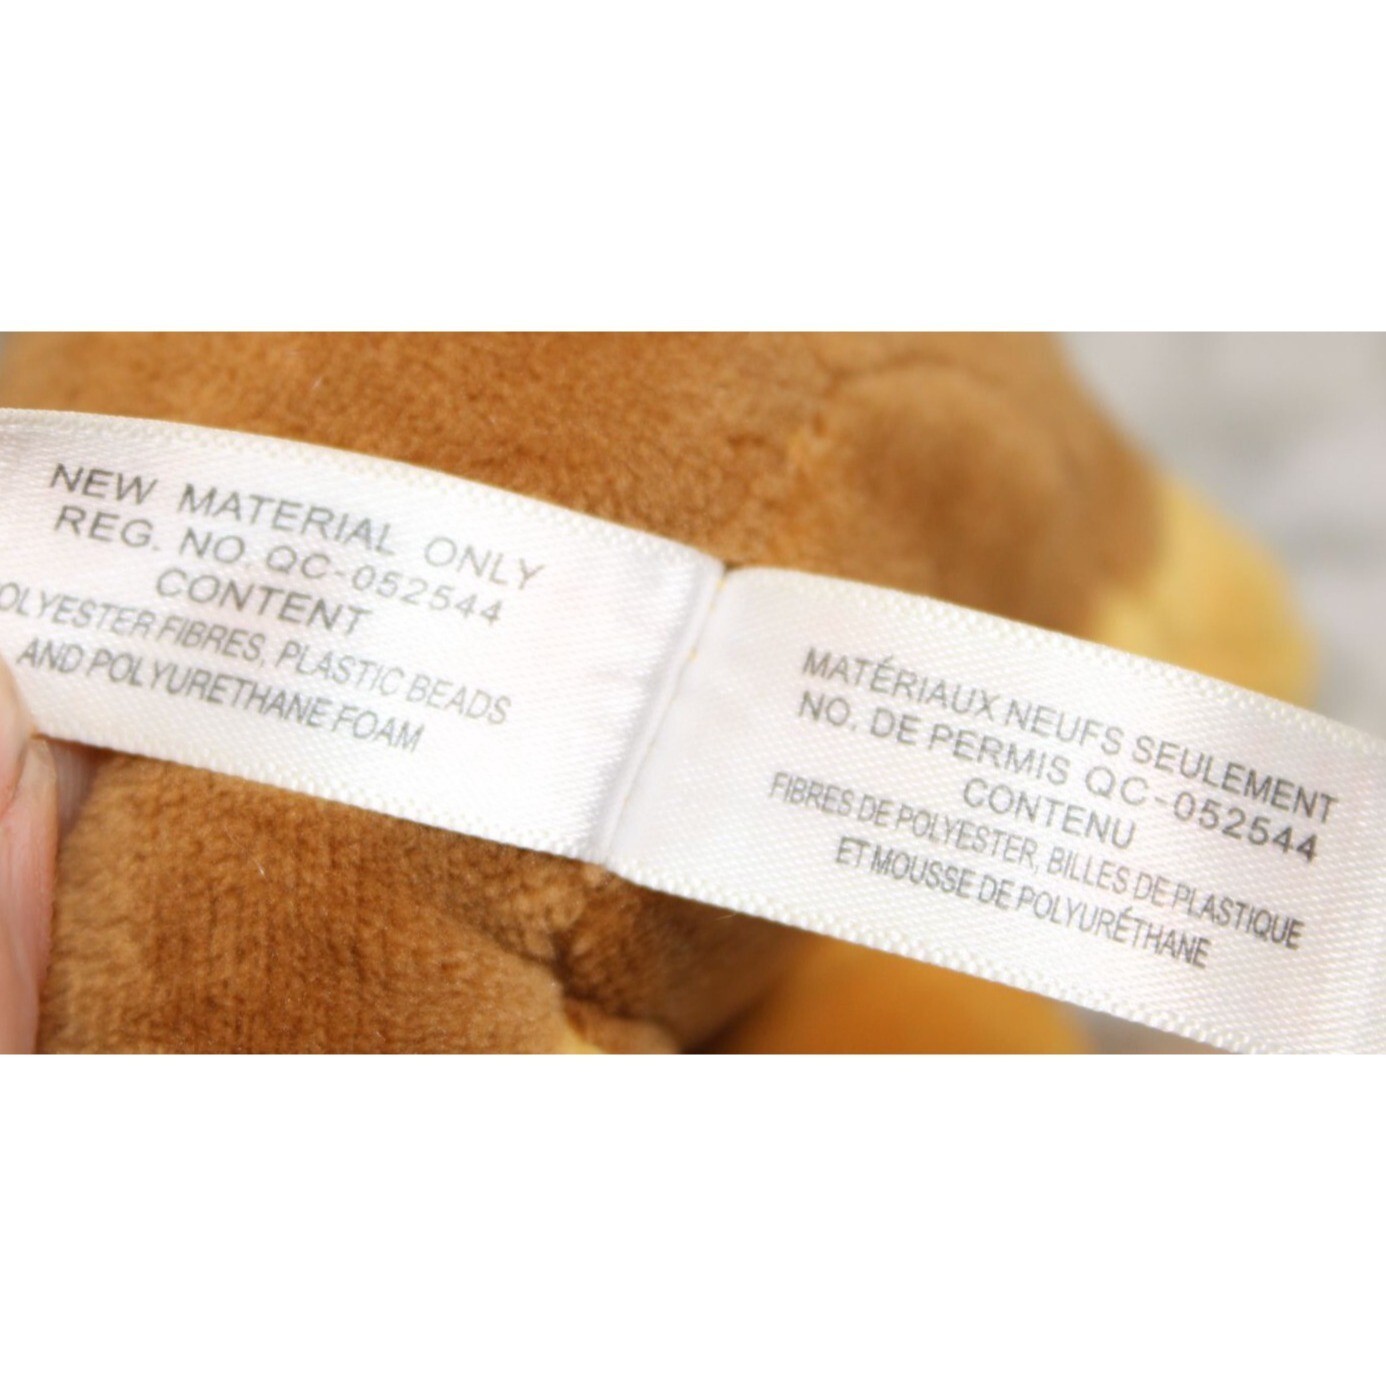 NEW MATERIAL ONLY
REG. NO. QC-052544
CONTENT
OLYESTER FIBRES, PLASTIC BEADS
AND POLYURETHANE FOAM
MATÉRIAUX NEUFS SEULEMENT
NO. DE PERMIS QC-052544
CONTENU
FIBRES DE POLYESTER, BILLES DE PLASTIQUE
ET MOUSSE DE POLYURÉTHANE